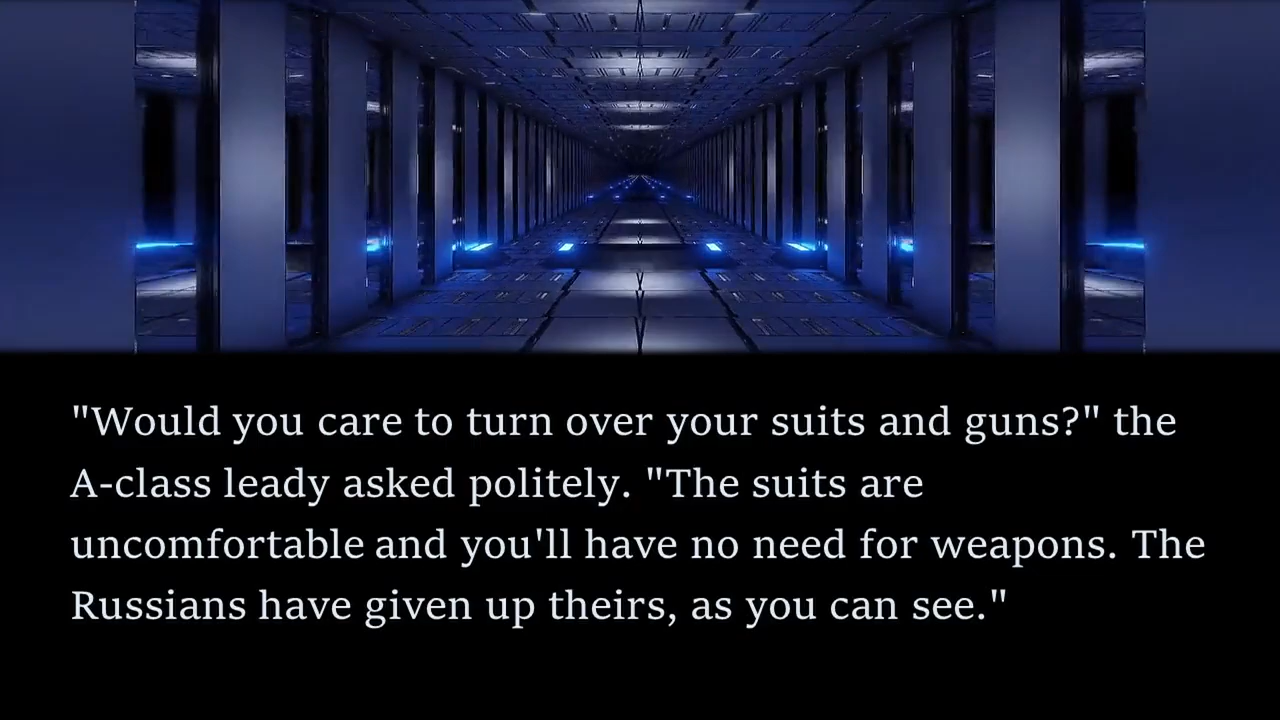 "Would you care to turn over your suits and guns?" the
A-class leady asked politely. "The suits are
uncomfortable and you'll have no need for weapons. The
Russians have given up theirs, as you can see."